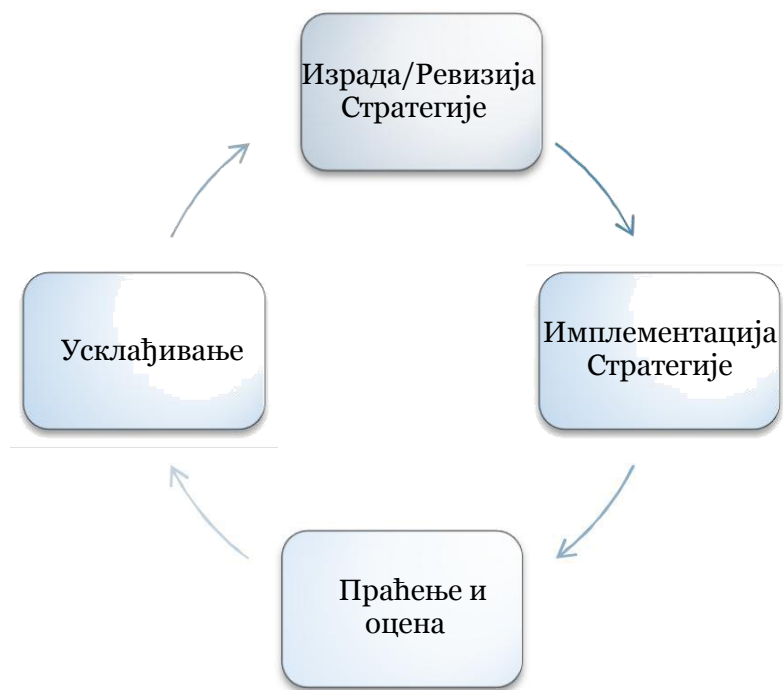 Израда/Ревизија
Стратегије
Усклађивање
Имплементација
Стратегије
Праћење и
оцена